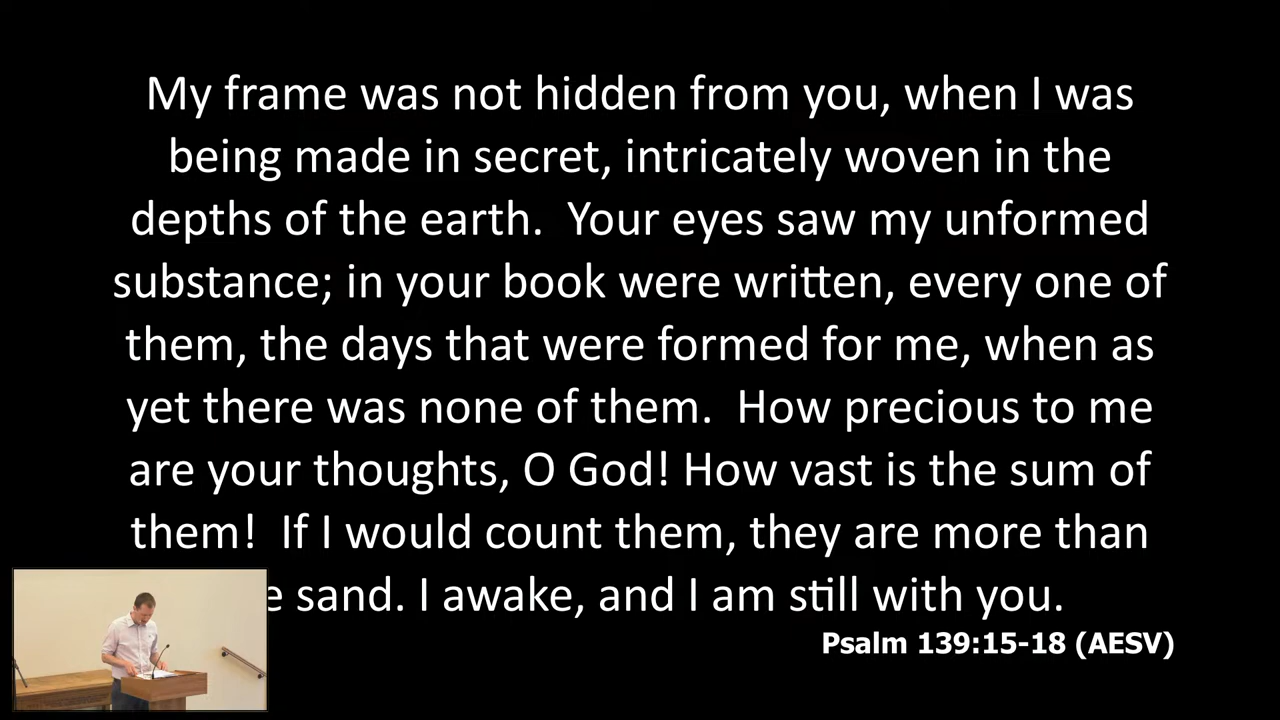 My frame was not hidden from you, when I was
being made in secret, intricately woven in the
depths of the earth.  Your eyes saw my unformed
substance; in your book were written, every one of
them, the days that were formed for me, when as
yet there was none of them.  How precious to me
are your thoughts, O God! How vast is the sum of
them!  If I would count them, they are more than
sand. I awake, and I am still with you.
Psalm 139:15-18 (AESV)